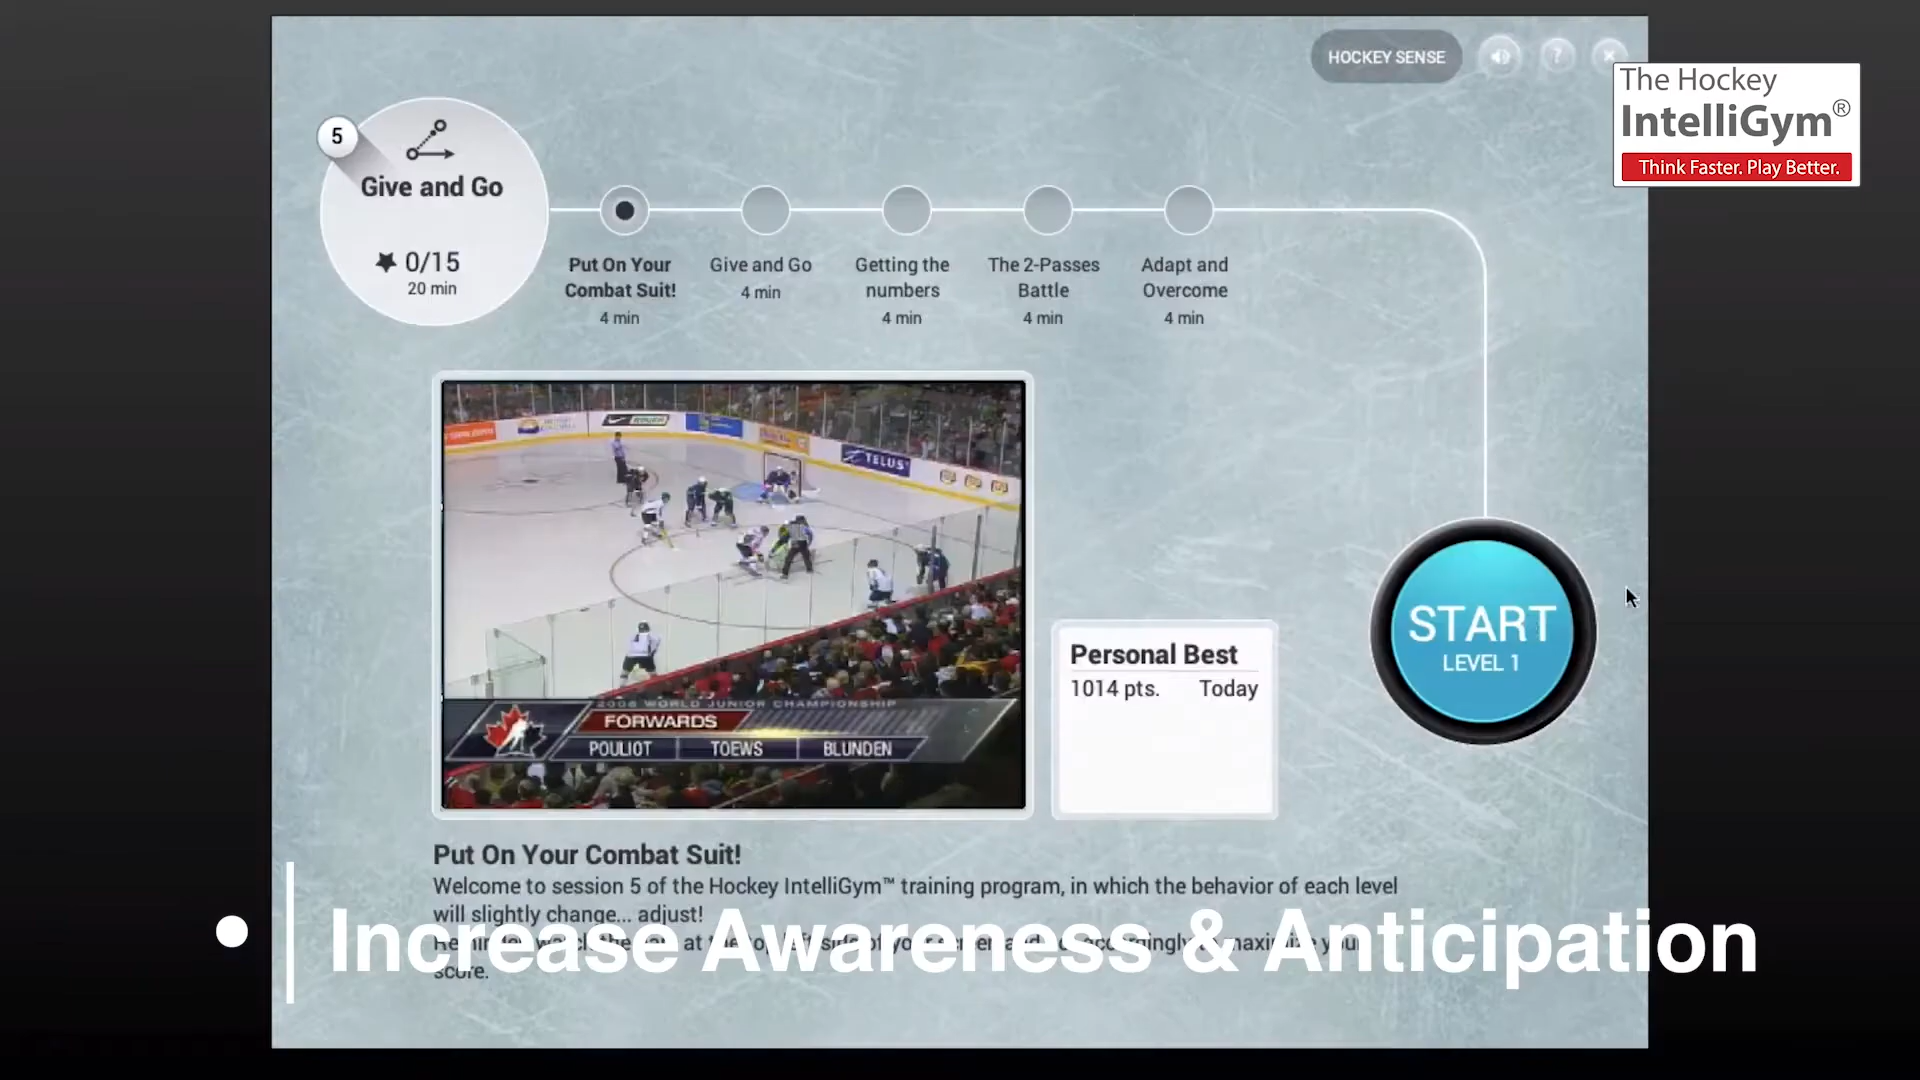 HOCKEY SENSE
?
The Hockey
IntelliGym®
Think Faster. Play Better.
5
Give and Go
0/15
20 min
Put On Your
Combat Suit!
4 min
Give and Go
4 min
Getting the
numbers
4 min
The 2-Passes
Battle
4 min
Adapt and
Overcome
4 min
TELUS
2006 WORLD JUNIOR CHAMPIONSHIP
FORWARDS
POULIOT TOEWS BLUNDEN
Personal Best
1014 pts. Today
START
LEVEL 1
Put On Your Combat Suit!
Welcome to session 5 of the Hockey IntelliGym™ training program, in which the behavior of each level
will slightly change... adjust!
score.
• Increase Awareness & Anticipation